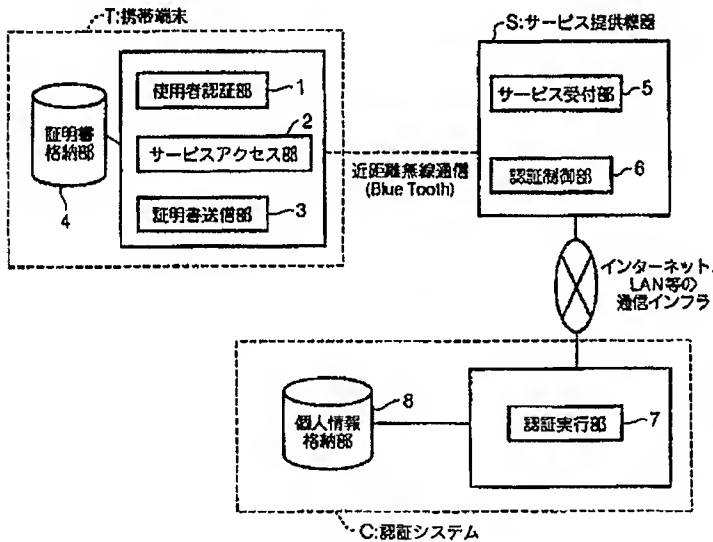 T:携帯端末
使用者認証部
1
2
サービスアクセス部
証明書送信部
3
証明書
格納部
4
近距離無線通信
(Blue Tooth)
S:サービス提供機器
サービス受付部
5
認証制御部
6
インターネット、
LAN等の
通信インフラ
個人情報
格納部
8
認証実行部
7
C:認証システム